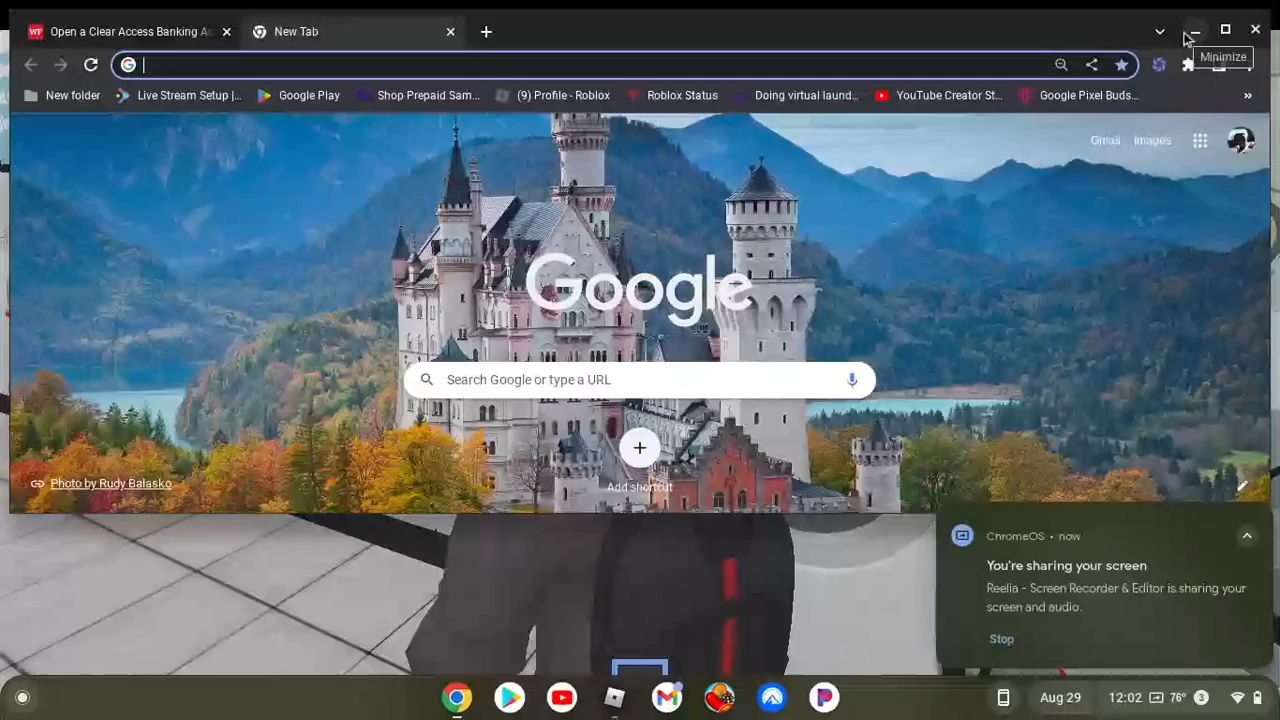 WF Open a Clear Access Banking A
New Tab
Minimize
New folder
Live Stream Setup |...
Google Play
Shop Prepaid Sam...
(9) Profile - Roblox
Roblox Status
Doing virtual laund...
YouTube Creator St...
Google Pixel Buds...
»
Gmail Images
Google
Search Google or type a URL
Add shortcut
Photo by Rudy Balasko
ChromeOS • now
You're sharing your screen
Reelia - Screen Recorder & Editor is sharing your
screen and audio.
Stop
Aug 29
12:02 76° 3